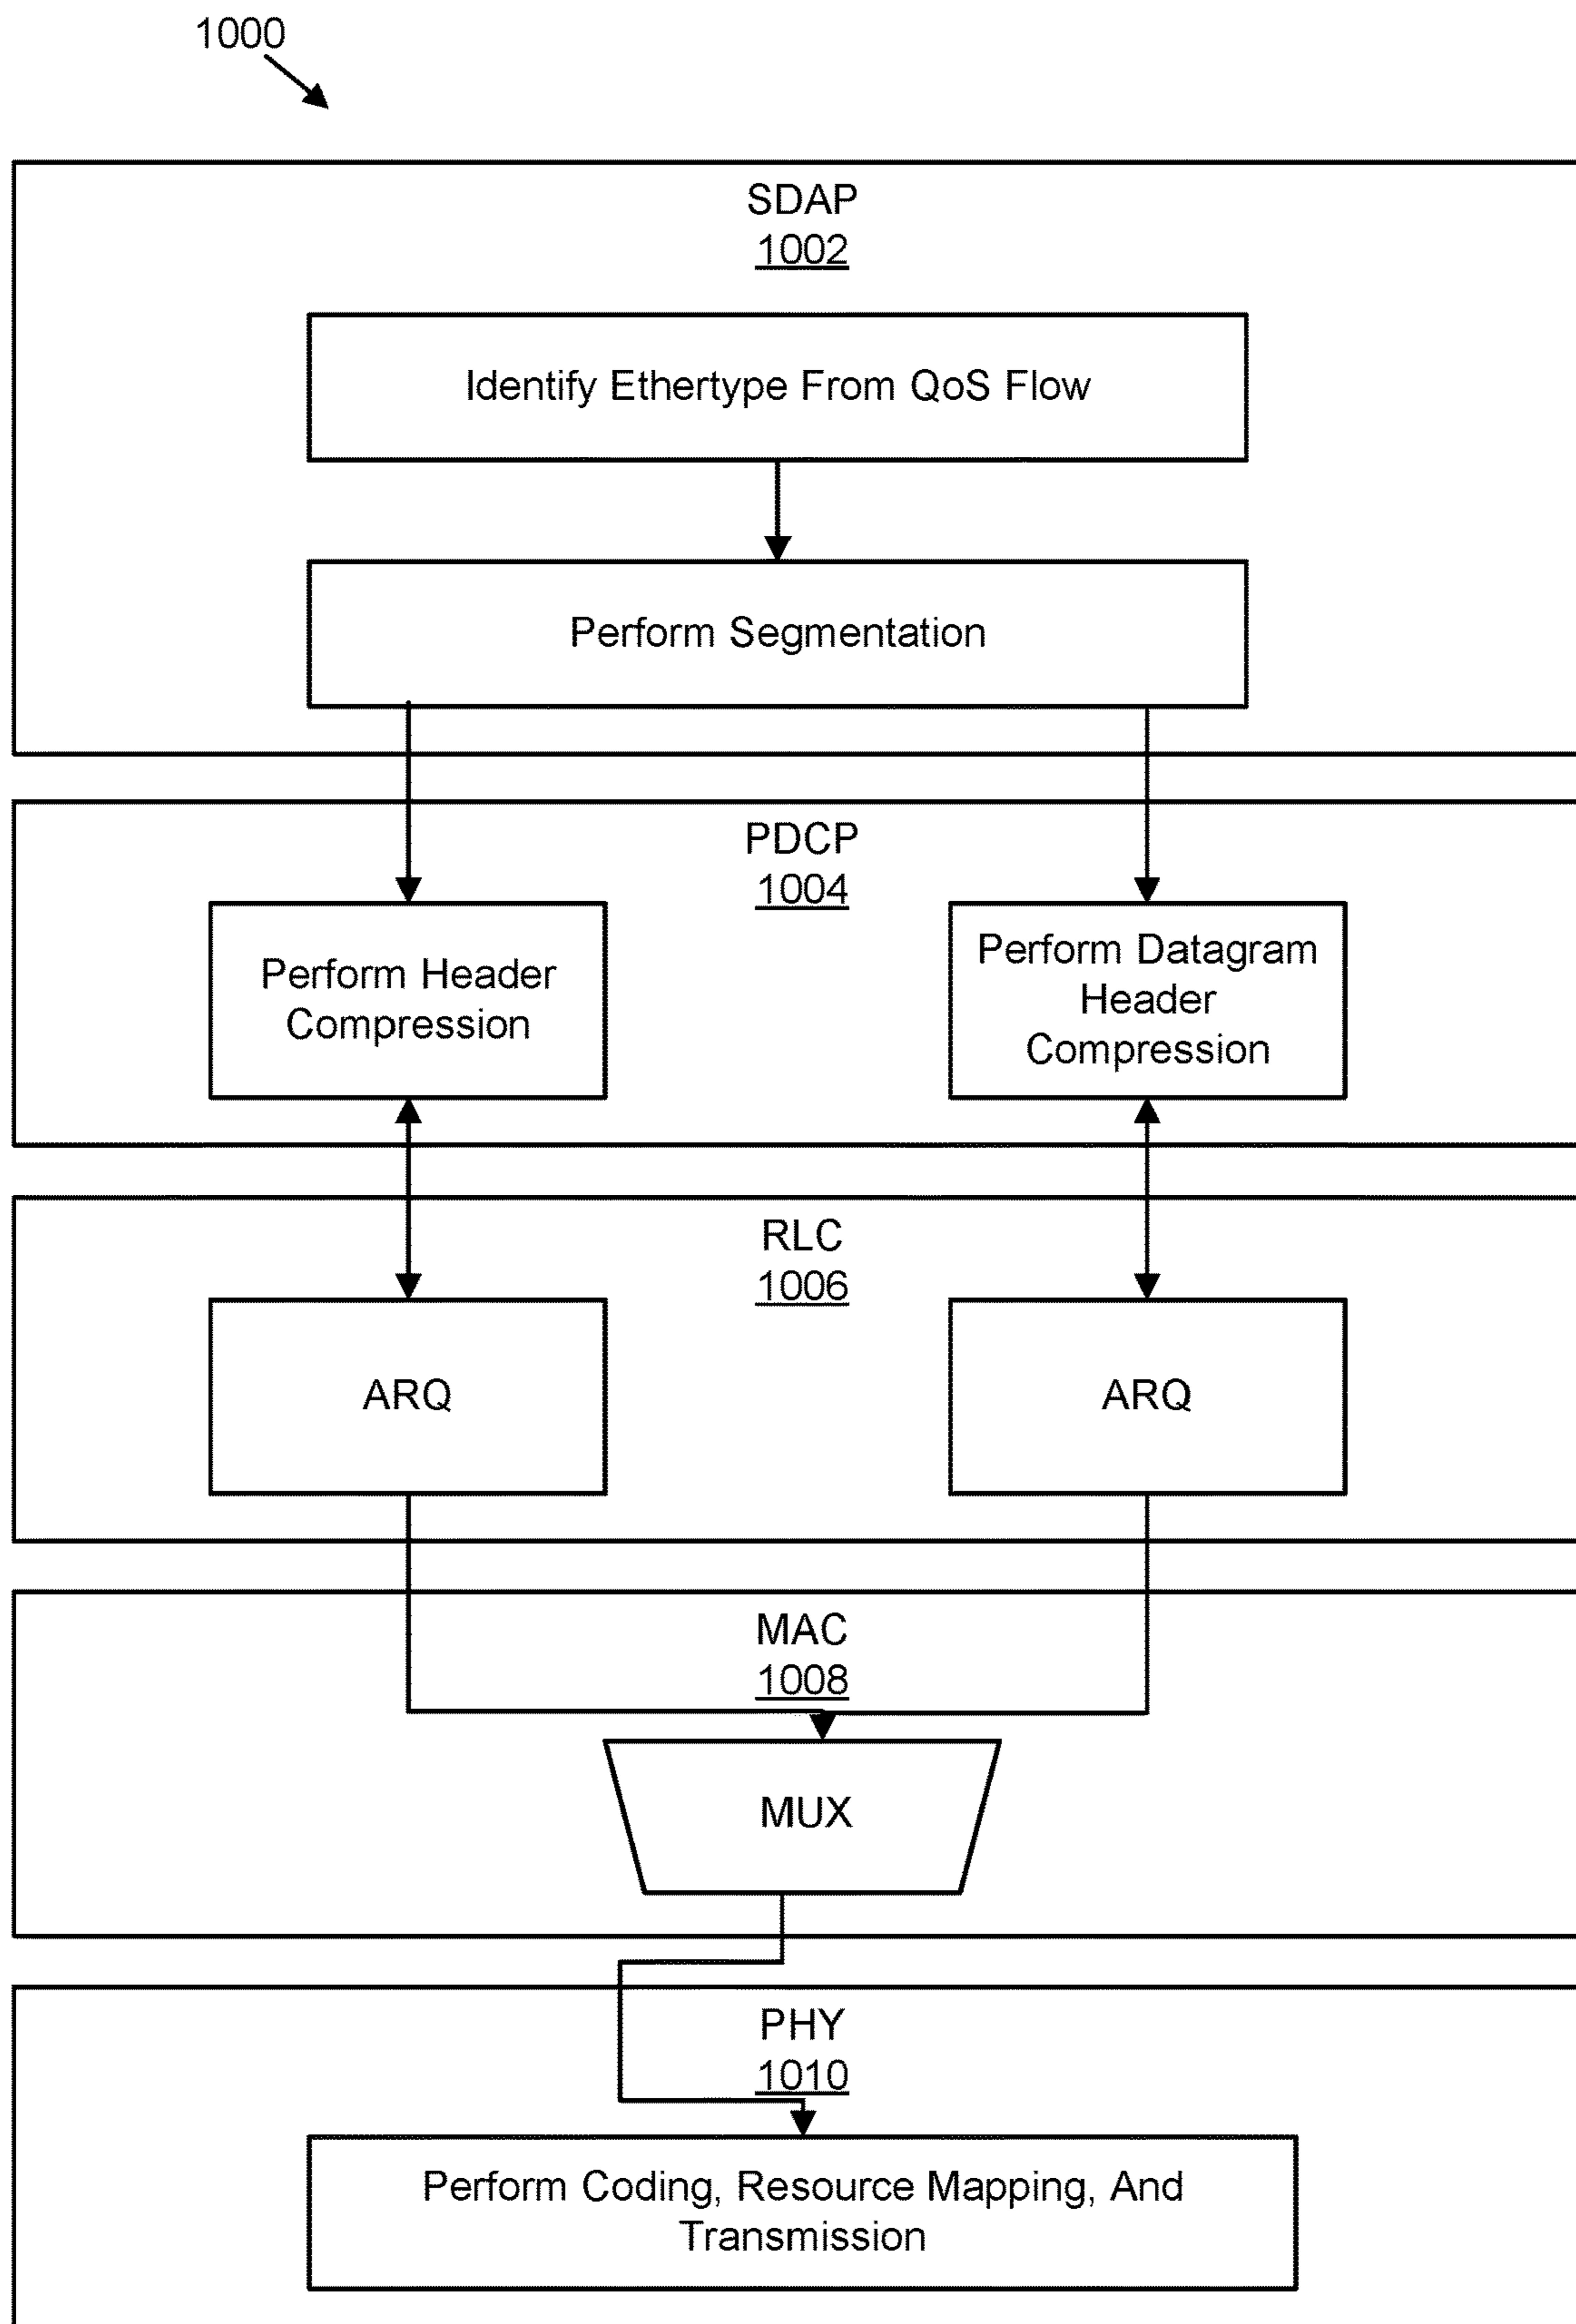 1000
SDAP
1002
Identify Ethertype From QoS Flow
Perform Segmentation
PDCP
1004
Perform Header
Compression
Perform Datagram
Header
Compression
RLC
1006
ARQ
ARQ
MAC
1008
MUX
PHY
1010
Perform Coding, Resource Mapping, And
Transmission